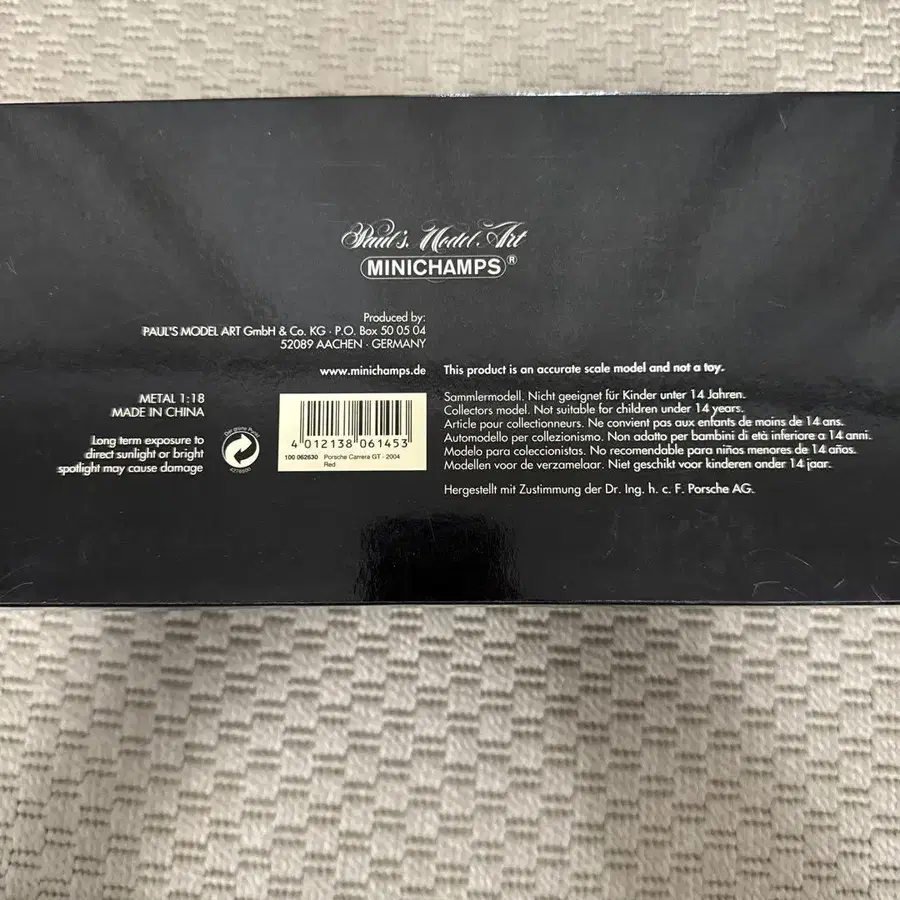 Paul's Model Art
MINICHAMPS®
Produced by:
PAUL'S MODEL ART GmbH & Co. KG · P.O. Box 50 05 04
52089 AACHEN · GERMANY
www.minichamps.de
METAL 1:18
MADE IN CHINA
Long term exposure to
direct sunlight or bright
spotlight may cause damage
Der grüne Punkt
4 012138 061453
100 062630 Porsche Carrera GT - 2004
Red
This product is an accurate scale model and not a toy.
Sammlermodell. Nicht geeignet für Kinder unter 14 Jahren.
Collectors model. Not suitable for children under 14 years.
Article pour collectionneurs. Ne convient pas aux enfants de moins de 14 ans.
Automodello per collezionismo. Non adatto per bambini di età inferiore a 14 anni.
Modelo para coleccionistas. No recomendable para niños menores de 14 años.
Modellen voor de verzamelaar. Niet geschikt voor kinderen onder 14 jaar.
Hergestellt mit Zustimmung der Dr. Ing. h. c. F. Porsche AG.